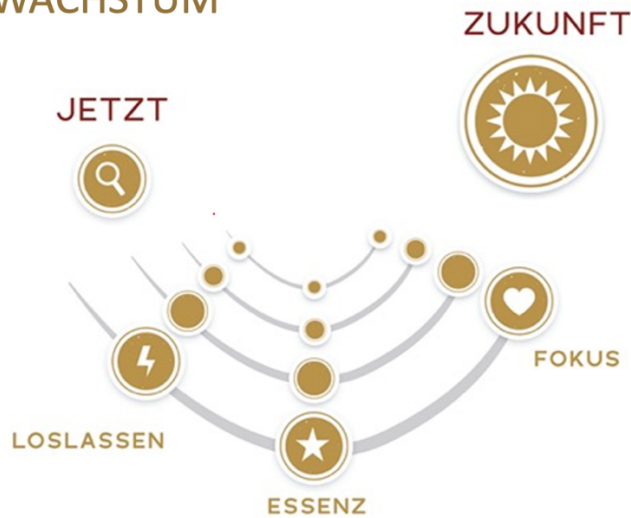 WACHSTUM
ZUKUNFT
JETZT
FOKUS
LOSLASSEN
ESSENZ